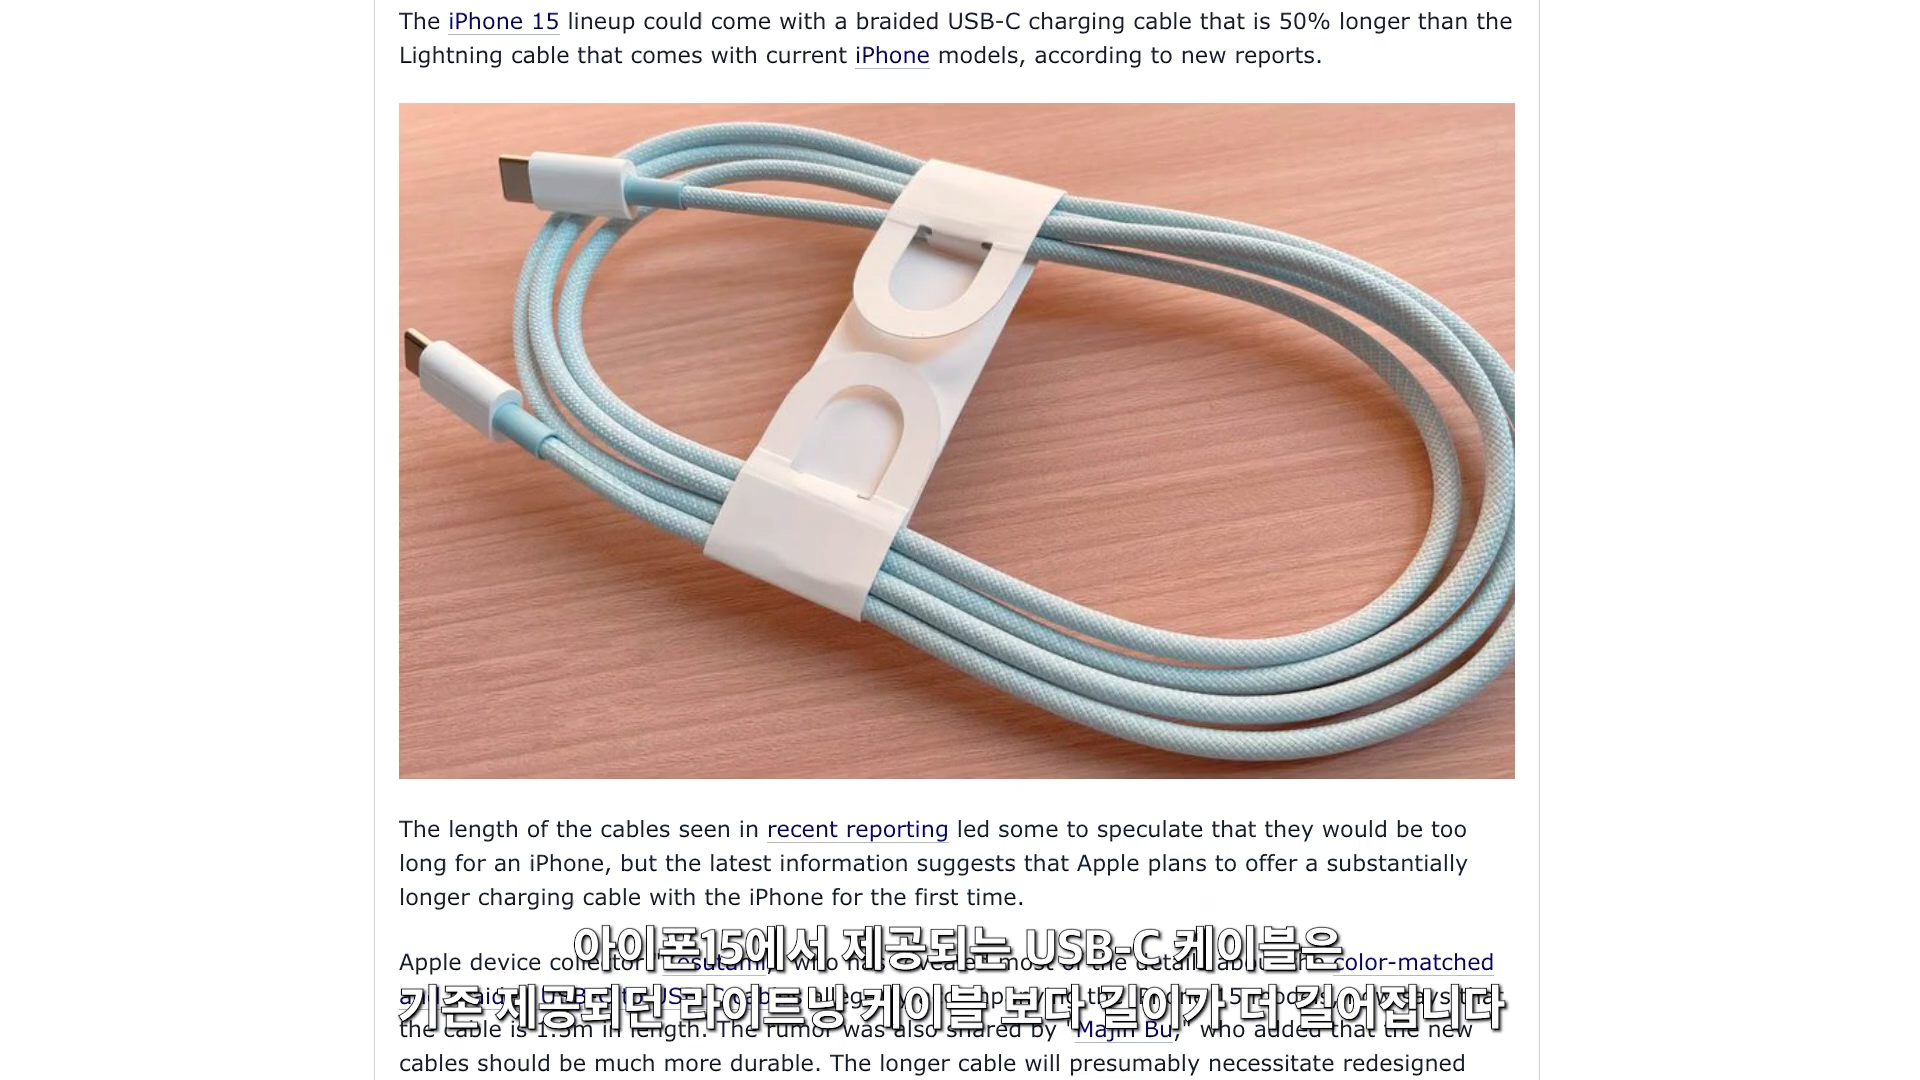 The iPhone 15 lineup could come with a braided USB-C charging cable that is 50% longer than the
Lightning cable that comes with current iPhone models, according to new reports.
The length of the cables seen in recent reporting led some to speculate that they would be too
long for an iPhone, but the latest information suggests that Apple plans to offer a substantially
longer charging cable with the iPhone for the first time.
아이폰15에서 제공되는 USB-C 케이블은
Apple device collector color-matched
기존 제공되던 라이트닝 케이블 보다 길이가 더 길어집니다
the cable is 1.5m in length. The rumor was also shared by "Majin Bu," who added that the new
cables should be much more durable. The longer cable will presumably necessitate redesigned